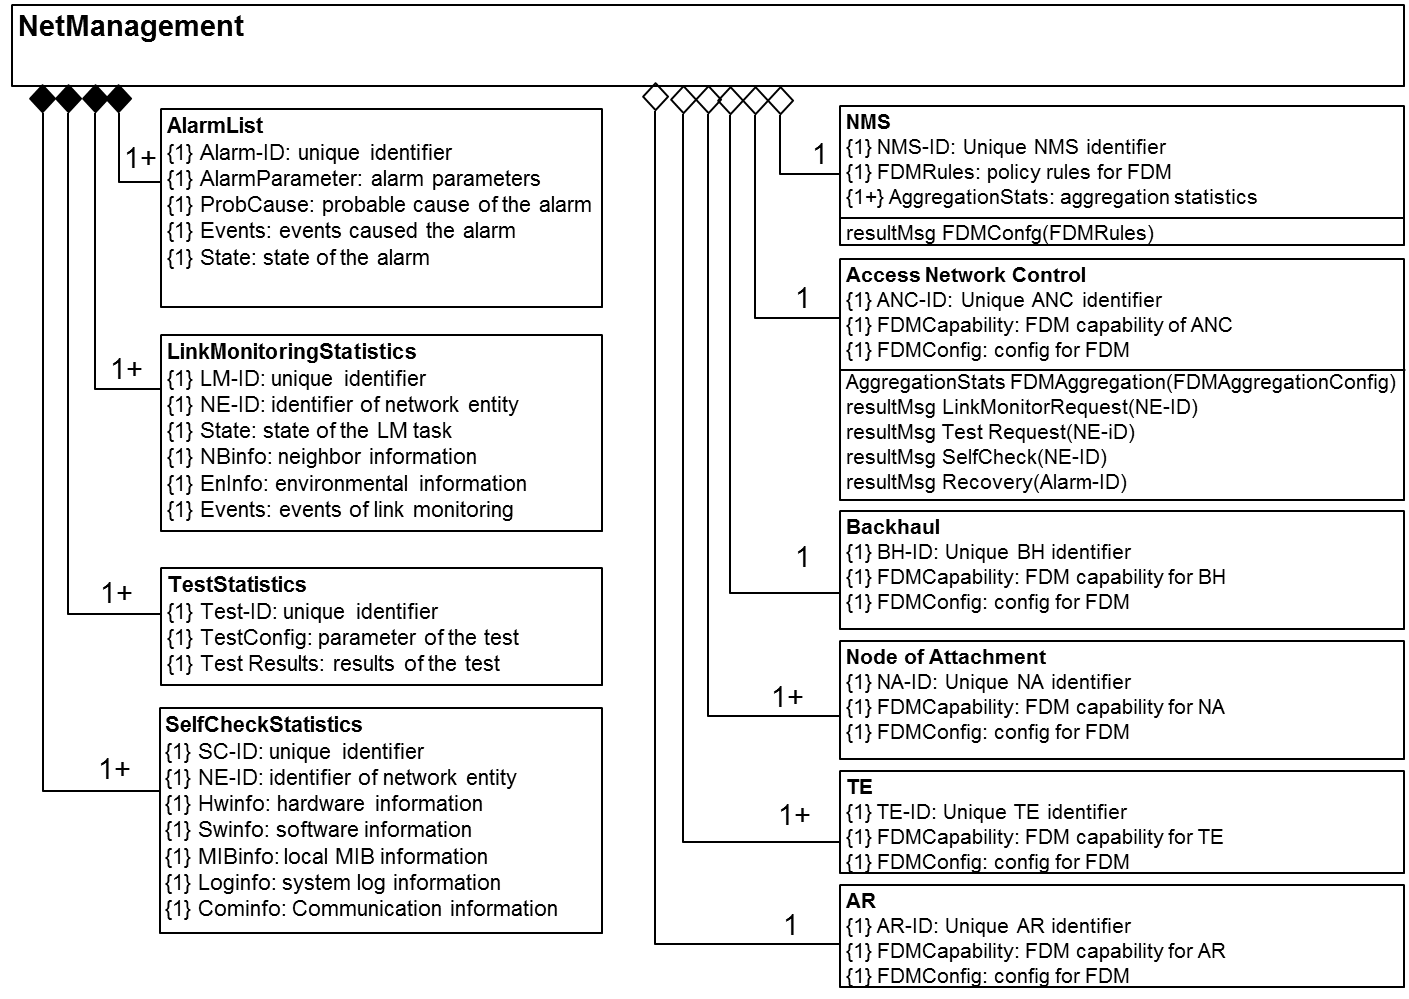 NetManagement
AlarmList
1+
{1} Alarm-ID: unique identifier
{1} AlarmParameter: alarm parameters
{1} ProbCause: probable cause of the alarm
{1} Events: events caused the alarm
{1} State: state of the alarm
LinkMonitoringStatistics
1+
{1} LM-ID: unique identifier
{1} NE-ID: identifier of network entity
{1} State: state of the LM task
{1} NBinfo: neighbor information
{1} EnInfo: environmental information
{1} Events: events of link monitoring
TestStatistics
1+
{1} Test-ID: unique identifier
{1} TestConfig: parameter of the test
{1} Test Results: results of the test
SelfCheckStatistics
1+
{1} SC-ID: unique identifier
{1} NE-ID: identifier of network entity
{1} Hwinfo: hardware information
{1} Swinfo: software information
{1} MIBinfo: local MIB information
{1} Loginfo: system log information
{1} Cominfo: Communication information
NMS
1
{1} NMS-ID: Unique NMS identifier
{1} FDMRules: policy rules for FDM
{1+} AggregationStats: aggregation statistics
resultMsg FDMConfg(FDMRules)
Access Network Control
1
{1} ANC-ID: Unique ANC identifier
{1} FDMCapability: FDM capability of ANC
{1} FDMConfig: config for FDM
AggregationStats FDMAggregation(FDMAggregationConfig)
resultMsg LinkMonitorRequest(NE-ID)
resultMsg Test Request(NE-iD)
resultMsg SelfCheck(NE-ID)
resultMsg Recovery(Alarm-ID)
Backhaul
1
{1} BH-ID: Unique BH identifier
{1} FDMCapability: FDM capability for BH
{1} FDMConfig: config for FDM
Node of Attachment
1+
{1} NA-ID: Unique NA identifier
{1} FDMCapability: FDM capability for NA
{1} FDMConfig: config for FDM
TE
1+
{1} TE-ID: Unique TE identifier
{1} FDMCapability: FDM capability for TE
{1} FDMConfig: config for FDM
AR
1
{1} AR-ID: Unique AR identifier
{1} FDMCapability: FDM capability for AR
{1} FDMConfig: config for FDM